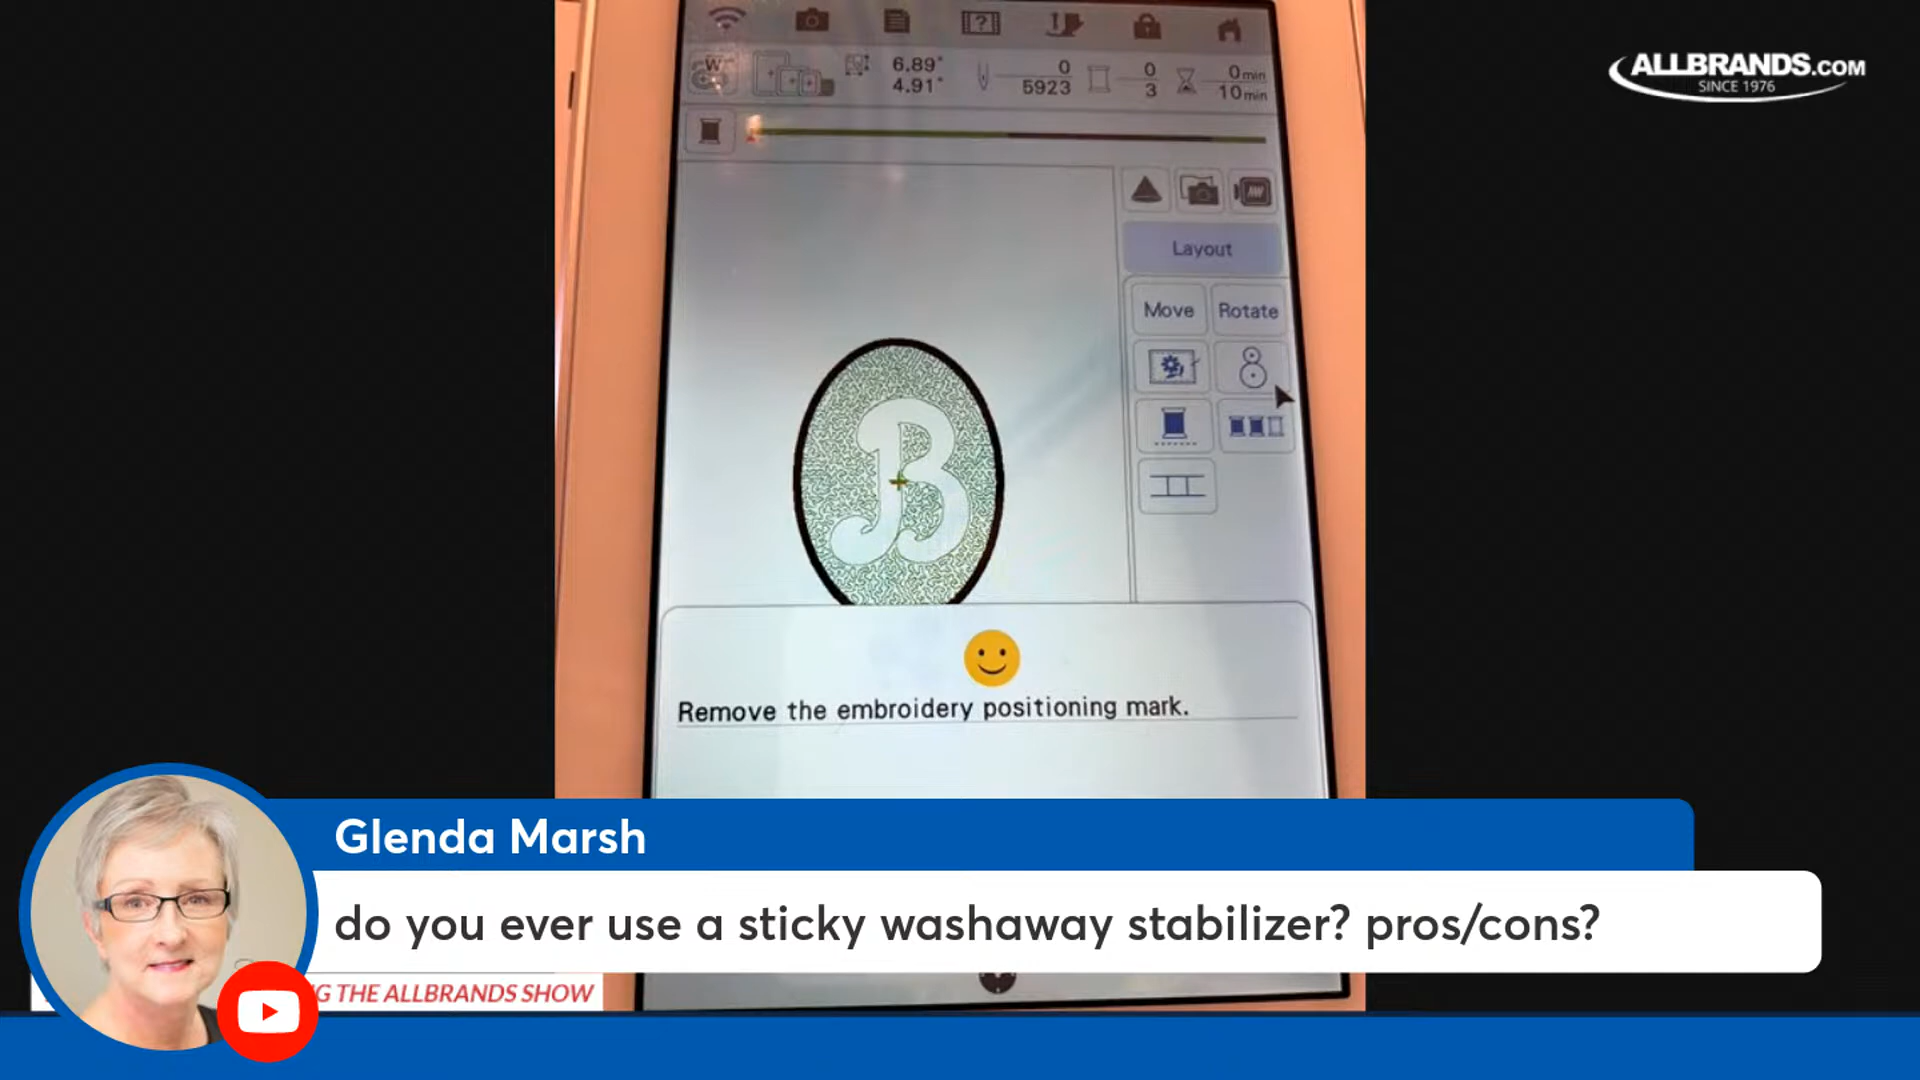 ALLBRANDS.COM
SINCE 1976
W
6.89"
4.91"
0
5923
0
3
0 min
10 min
Layout
Move
Rotate
B
Remove the embroidery positioning mark.
Glenda Marsh
do you ever use a sticky washaway stabilizer? pros/cons?
G THE ALLBRANDS SHOW